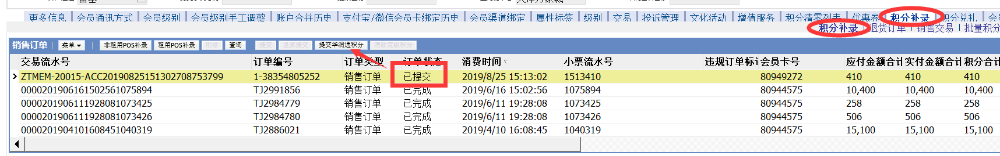 更多信息 会员通讯方式 会员级别 会员级别手工调整 账户合并历史 支付宝/微信会员卡绑定历史 会员渠道绑定 属性标签 级别 交易 投诉管理 文化活动 增值服务 积分清零列表 优惠券 积分补录 积分兑礼
积分补录 退货订单 销售交易 批量积分
销售订单 菜单 非租用POS补录 租用POS补录 删除 查询 提交 退货提交 提交华润通积分 清除定级积分
交易流水号 订单编号 订单类型 订单状态 消费时间 小票流水号 违规订单标记 会员卡号 应付金额合计 实付金额合计 积分合计
ZTMEM-20015-ACC20190825151302708753799 1-38354805252 销售订单 已提交 2019/8/25 15:13:02 1513410 80949272 410 410 410
0000201906161502561075894 TJ2991856 销售订单 已完成 2019/6/16 15:02:56 1075894 80944575 10,400 10,400 10,400
0000201906111928081073425 TJ2984779 销售订单 已完成 2019/6/11 19:28:08 1073425 80944575 258 258 258
0000201906111928081073426 TJ2984780 销售订单 已完成 2019/6/11 19:28:08 1073426 80944575 506 506 506
0000201904101608451040319 TJ2886021 销售订单 已完成 2019/4/10 16:08:45 1040319 80944575 15,100 15,100 15,100